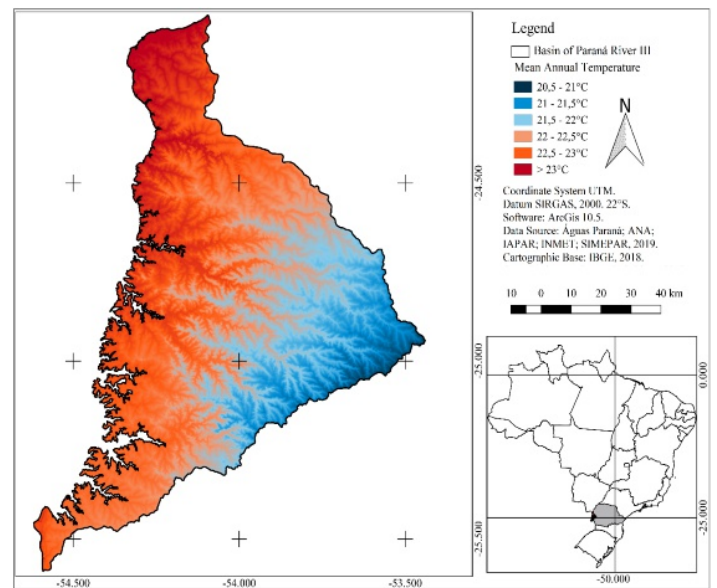 Legend
Basin of Paraná River III
Mean Annual Temperature
20,5 - 21°C
21 - 21,5°C
21,5 - 22°C
22 - 22,5°C
22,5 - 23°C
> 23°C
N
Coordinate System UTM.
Datum SIRGAS, 2000. 22°S.
Software: ArcGis 10.5.
Data Source: Águas Paraná; ANA;
IAPAR; INMET; SIMEPAR, 2019.
Cartographic Base: IBGE, 2018.
10 0 10 20 30 40 km
-24.500
-25.000
-25.500
-54.500 -54.000 -53.500
0.000
-25.000
-50.000